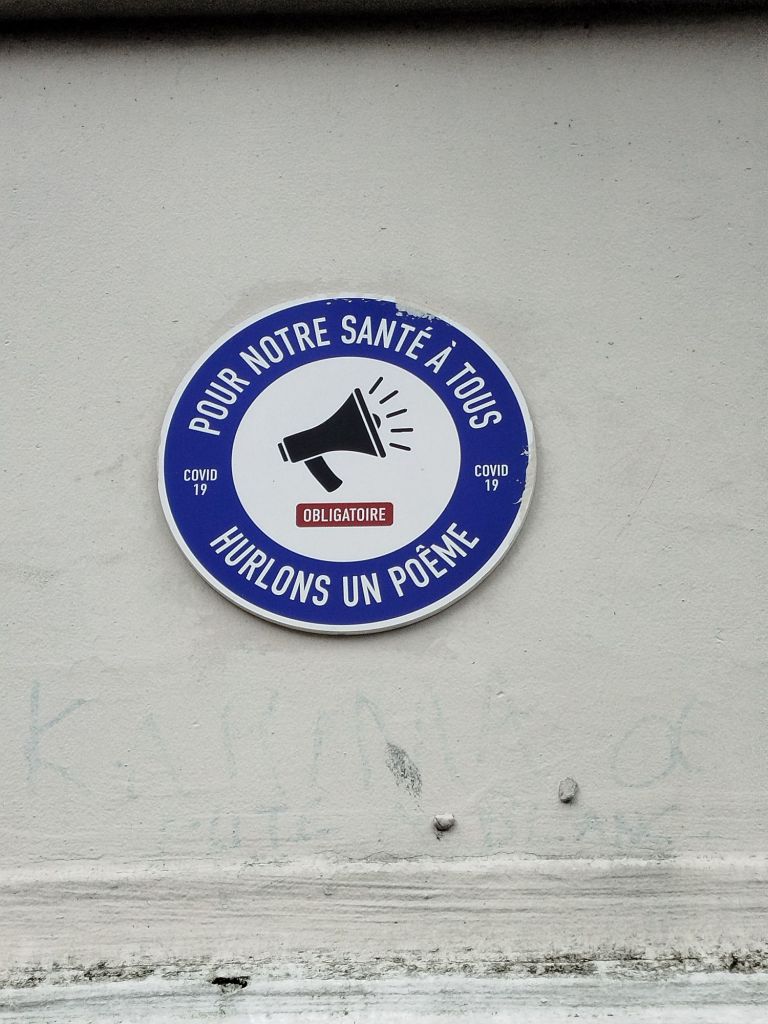 POUR NOTRE SANTÉ À TOUS
COVID
19
COVID
19
OBLIGATOIRE
HURLONS UN POÊME